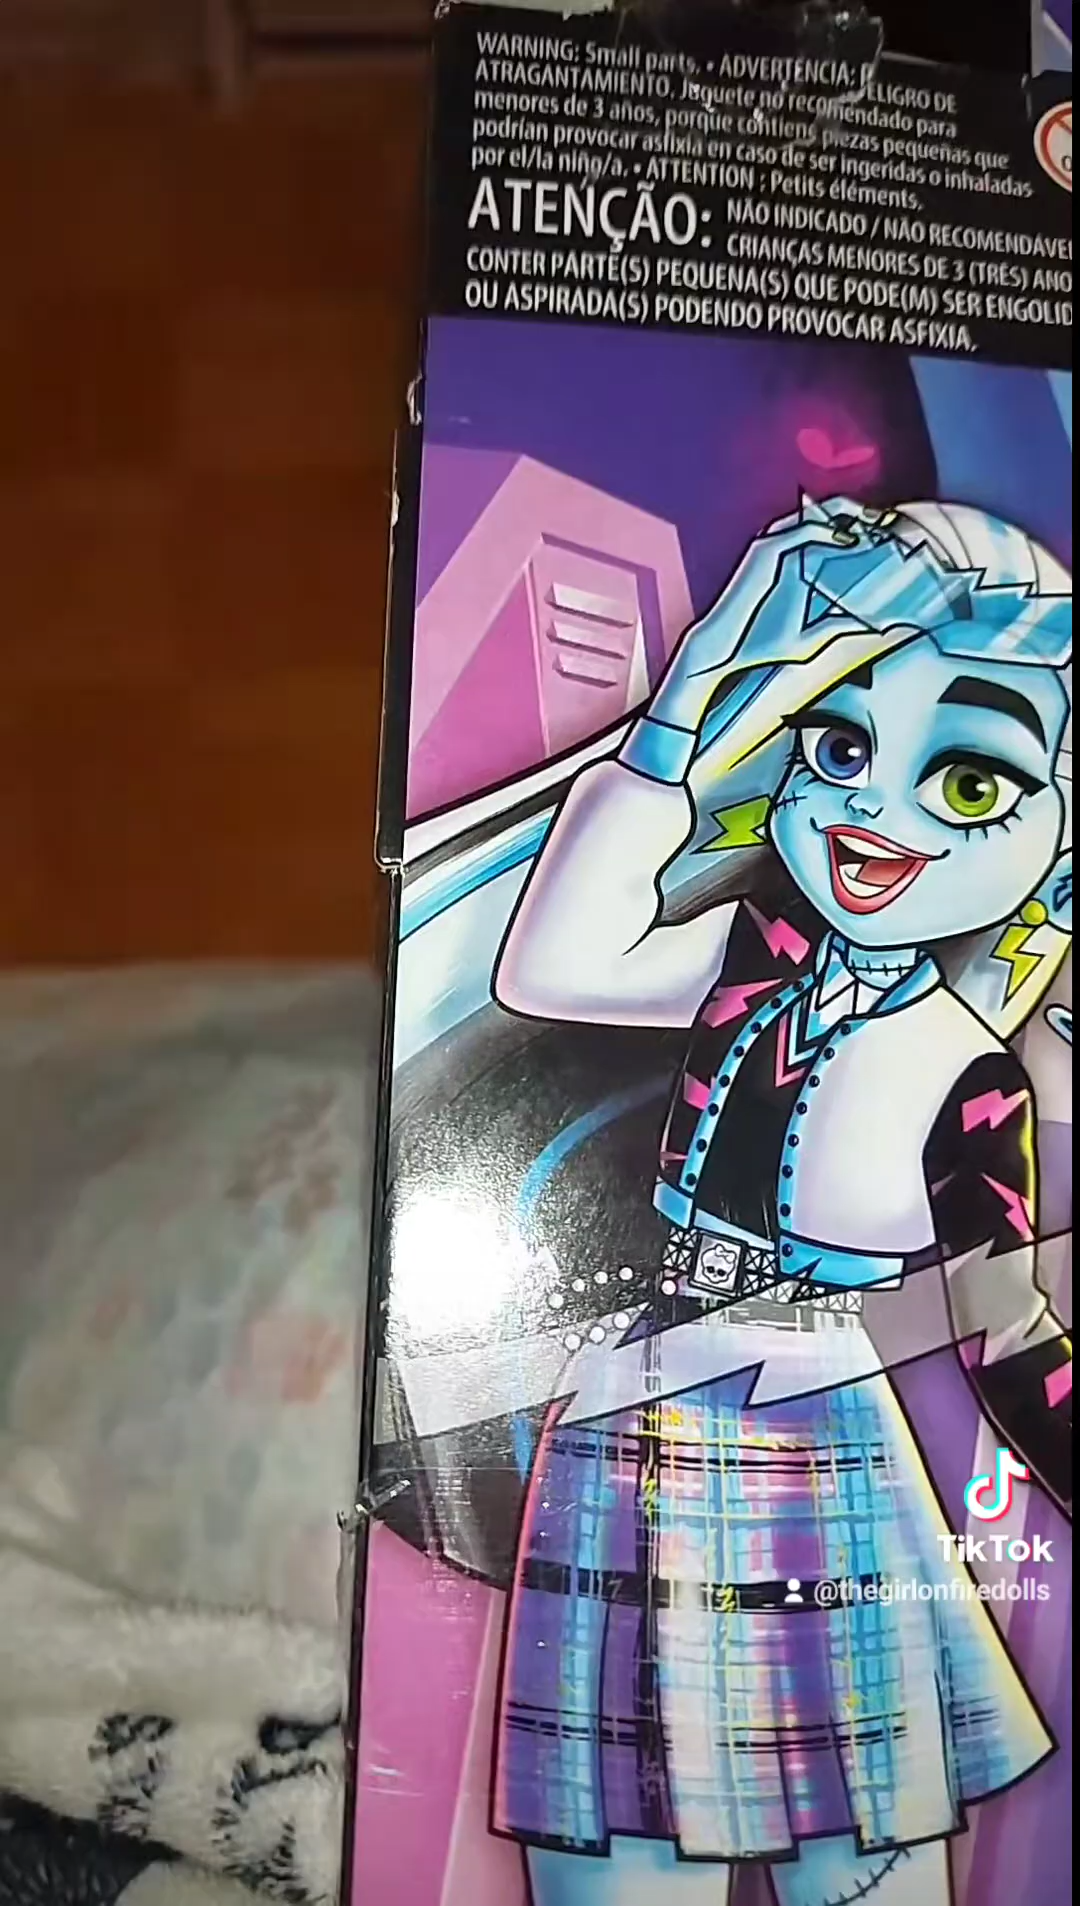 WARNING: Small parts. • ADVERTENCIA: PELIGRO DE
ATRAGANTAMIENTO. Juguete no recomendado para
menores de 3 años, porque contiene piezas pequeñas que
podrían provocar asfixia en caso de ser ingeridas o inhaladas
por el/la niño/a. • ATTENTION : Petits éléments.
ATENÇÃO: NÃO INDICADO / NÃO RECOMENDÁVE
CRIANÇAS MENORES DE 3 (TRÊS) ANO
CONTER PARTE(S) PEQUENA(S) QUE PODE(M) SER ENGOLID
OU ASPIRADA(S) PODENDO PROVOCAR ASFIXIA.
TikTok
@thegirlonfiredolls